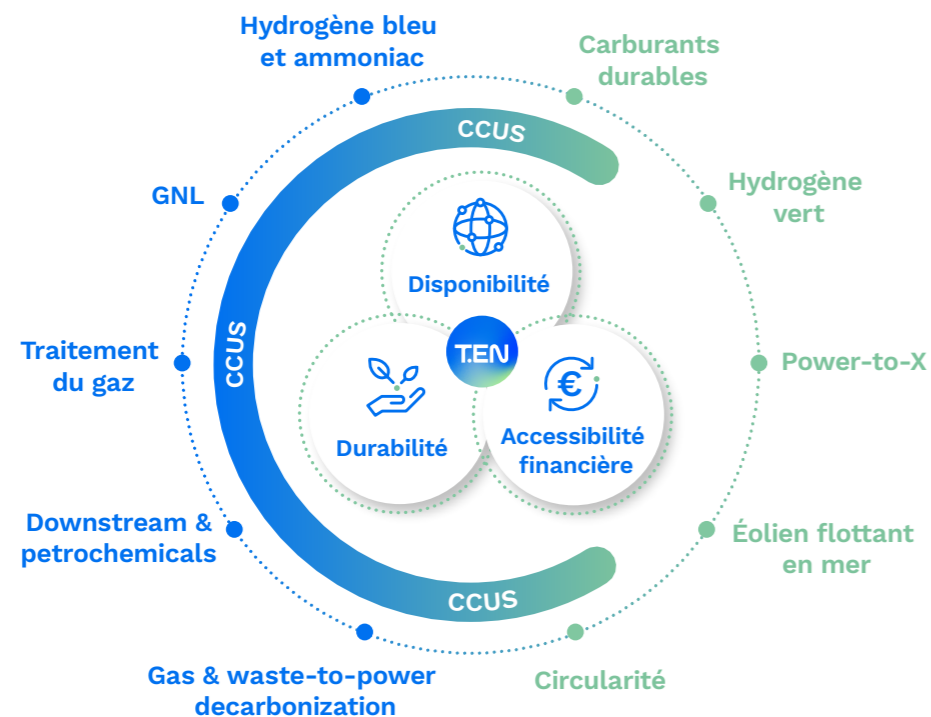 Hydrogène bleu
et ammoniac
Carburants
durables
CCUS
GNL
Hydrogène
vert
Disponibilité
CCUS
T.EN
Traitement
du gaz
Power-to-X
Durabilité
€
Accessibilité
financière
Downstream &
petrochemicals
Éolien flottant
en mer
CCUS
Gas & waste-to-power
decarbonization
Circularité